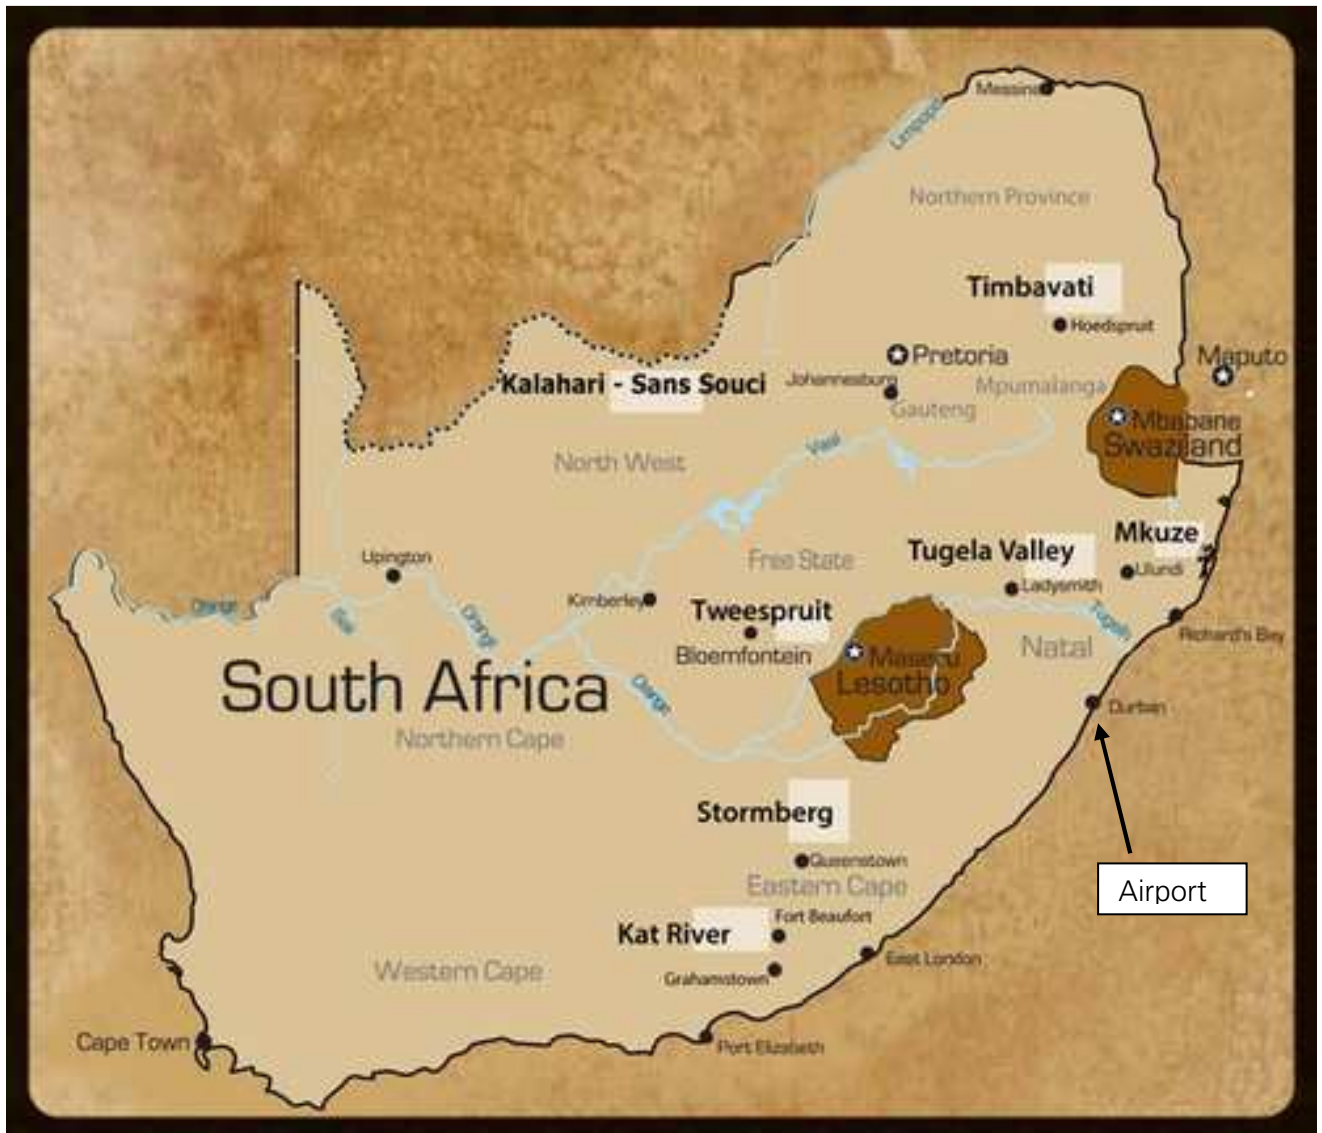 Messina
Limpopo
Northern Province
Timbavati
Hoedspruit
Pretoria
Maputo
Kalahari - Sans Souci
Johannesburg
Mpumalanga
Gauteng
Mbabane
Swaziland
Vaal
North West
Mkuze
Tugela Valley
Upington
Free State
Ulundi
Ladysmith
Kimberley
Tweespruit
Orange
Orange
Tugela
Richard's Bay
Natal
Bloemfontein
Maseru
Lesotho
South Africa
Orange
Durban
Northern Cape
Stormberg
Queenstown
Eastern Cape
Airport
Fort Beaufort
Kat River
East London
Western Cape
Grahamstown
Cape Town
Port Elizabeth